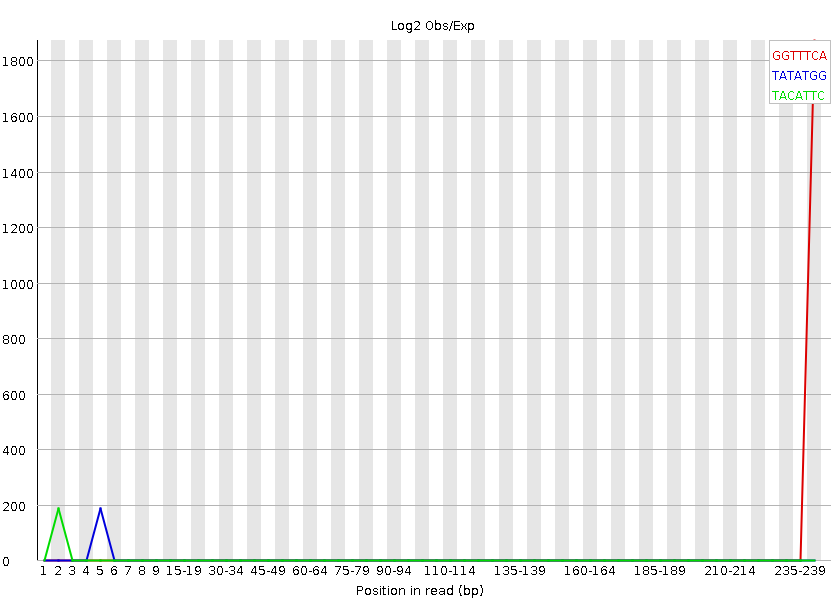 Log2 Obs/Exp
1800
1600
1400
1200
1000
800
600
400
200
0
GGTTTCA
TATATGG
TACATTC
1 2 3 4 5 6 7 8 9 15-19 30-34 45-49 60-64 75-79 90-94 110-114 135-139 160-164 185-189 210-214 235-239
Position in read (bp)